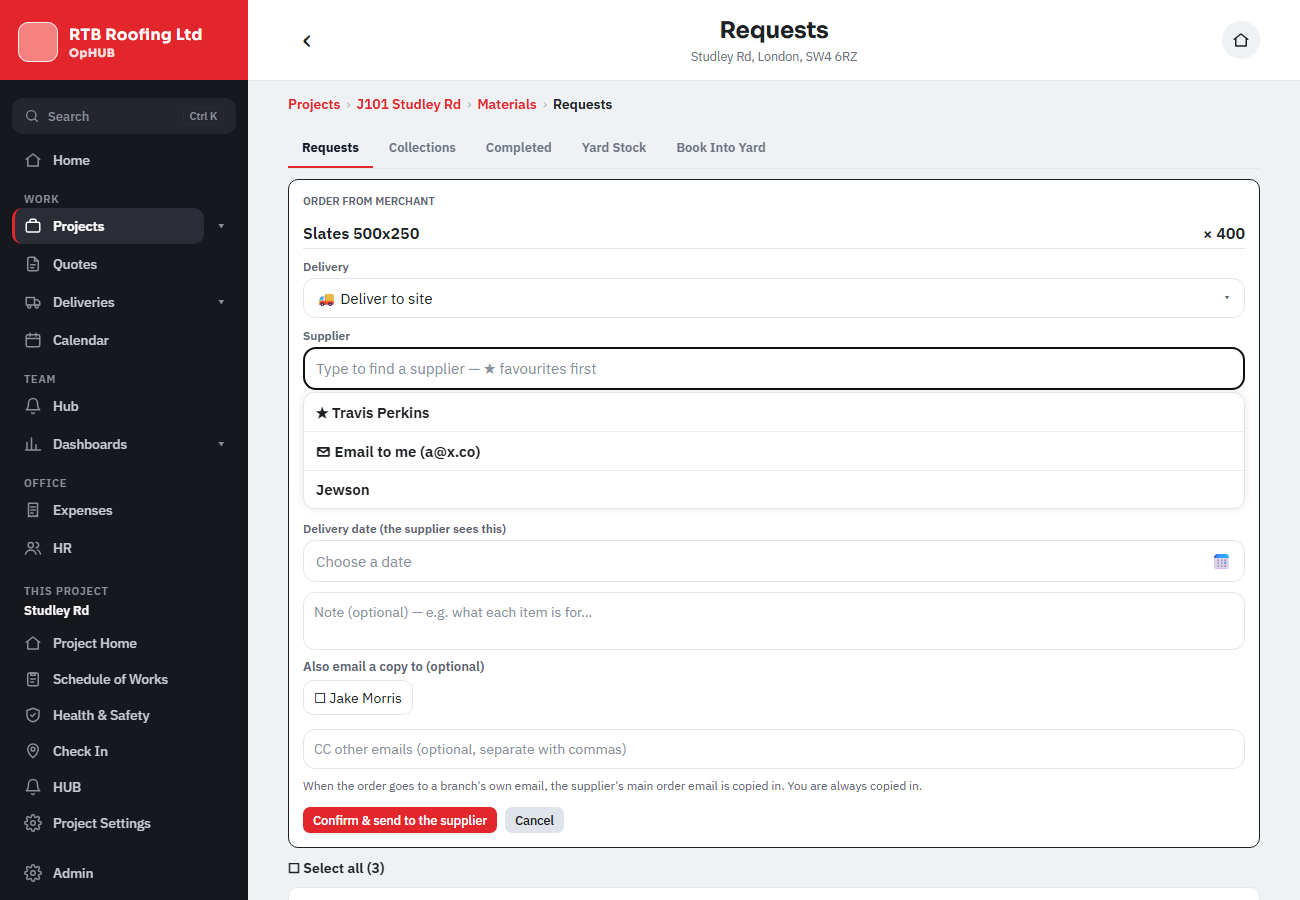 RTB Roofing Ltd
OpHUB
Search
Ctrl K
Home
WORK
Projects
Quotes
Deliveries
Calendar
TEAM
Hub
Dashboards
OFFICE
Expenses
HR
THIS PROJECT
Studley Rd
Project Home
Schedule of Works
Health & Safety
Check In
HUB
Project Settings
Admin
Requests
Studley Rd, London, SW4 6RZ
Projects › J101 Studley Rd › Materials › Requests
Requests Collections Completed Yard Stock Book Into Yard
ORDER FROM MERCHANT
Slates 500x250 × 400
Delivery
🚚 Deliver to site
Supplier
Type to find a supplier — ★ favourites first
★ Travis Perkins
✉ Email to me (a@x.co)
Jewson
Delivery date (the supplier sees this)
Choose a date
Note (optional) — e.g. what each item is for...
Also email a copy to (optional)
☐ Jake Morris
CC other emails (optional, separate with commas)
When the order goes to a branch's own email, the supplier's main order email is copied in. You are always copied in.
Confirm & send to the supplier Cancel
☐ Select all (3)